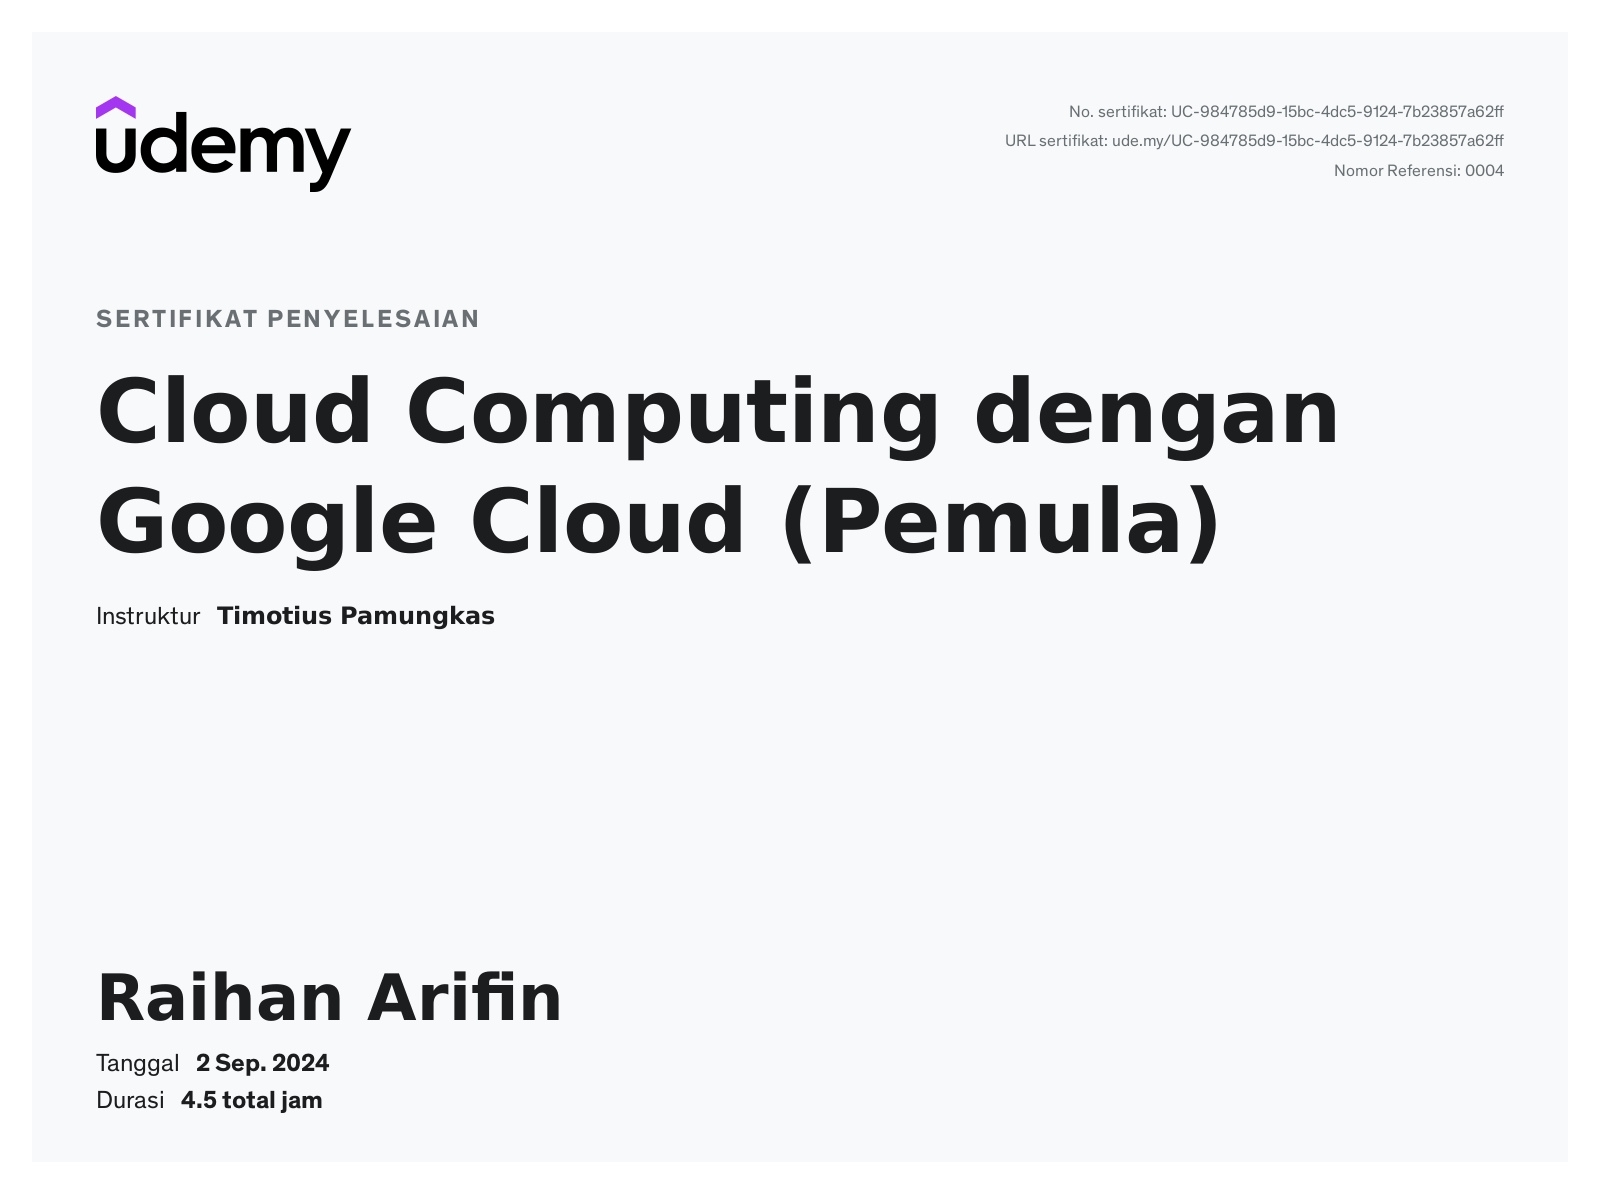 udemy
No. sertifikat: UC-984785d9-15bc-4dc5-9124-7b23857a62ff
URL sertifikat: ude.my/UC-984785d9-15bc-4dc5-9124-7b23857a62ff
Nomor Referensi: 0004
SERTIFIKAT PENYELESAIAN
Cloud Computing dengan
Google Cloud (Pemula)
Instruktur Timotius Pamungkas
Raihan Arifin
Tanggal 2 Sep. 2024
Durasi 4.5 total jam